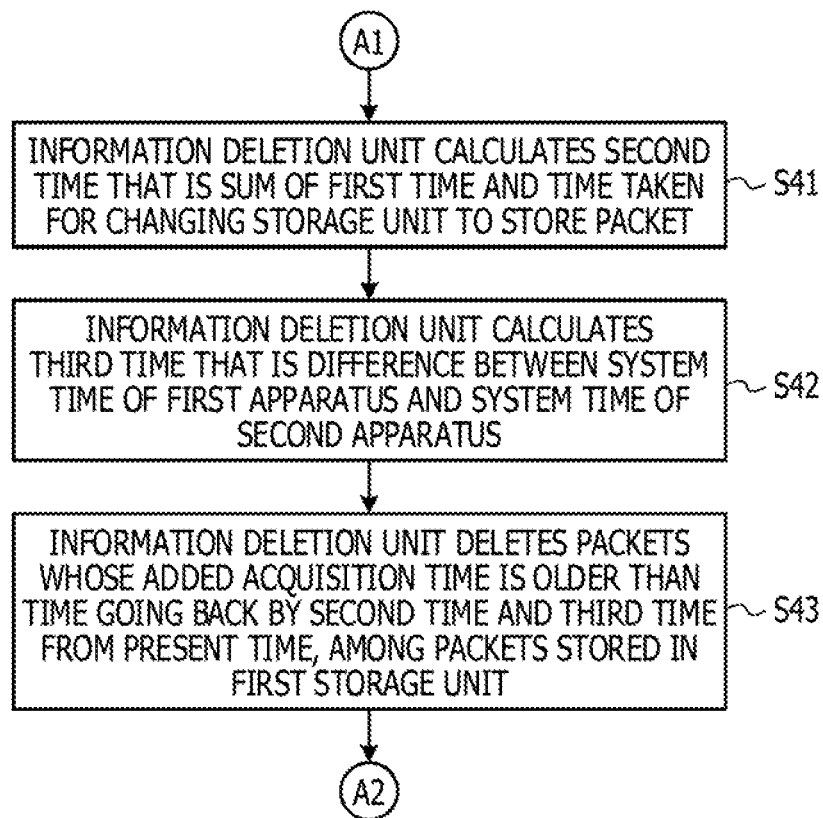 A1
INFORMATION DELETION UNIT CALCULATES SECOND
TIME THAT IS SUM OF FIRST TIME AND TIME TAKEN
FOR CHANGING STORAGE UNIT TO STORE PACKET
S41
INFORMATION DELETION UNIT CALCULATES
THIRD TIME THAT IS DIFFERENCE BETWEEN SYSTEM
TIME OF FIRST APPARATUS AND SYSTEM TIME OF
SECOND APPARATUS
S42
INFORMATION DELETION UNIT DELETES PACKETS
WHOSE ADDED ACQUISITION TIME IS OLDER THAN
TIME GOING BACK BY SECOND TIME AND THIRD TIME
FROM PRESENT TIME, AMONG PACKETS STORED IN
FIRST STORAGE UNIT
S43
A2